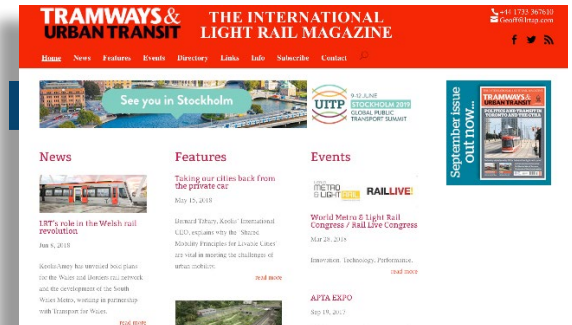 TRAMWAYS &
URBAN TRANSIT
THE INTERNATIONAL
LIGHT RAIL MAGAZINE
+44 1733 367610
Geoff@lrtap.com
Home News Features Events Directory Links Info Subscribe Contact
See you in Stockholm
UITP
9-12 JUNE
STOCKHOLM 2019
GLOBAL PUBLIC
TRANSPORT SUMMIT
September issue
out now...
TRAMWAYS &
URBAN TRANSIT
News
LRT's role in the Welsh rail
revolution
Jun 6, 2018
KeolisAmey has unveiled bold plans
for the Wales and Borders rail network
and the development of the South
Wales Metro, working in partnership
with Transport for Wales.
read more
Features
Taking our cities back from
the private car
May 15, 2018
Bernard Tabary, Keolis' International
CEO, explains why the 'Shared
Mobility Principles for Livable Cities'
are vital in meeting the challenges of
urban mobility.
read more
Events
METRO
& LIGHT RAIL
RAILLIVE!
World Metro & Light Rail
Congress / Rail Live Congress
Mar 28, 2018
Innovation. Technology. Performance.
read more
APTA EXPO
Sep 19, 2017